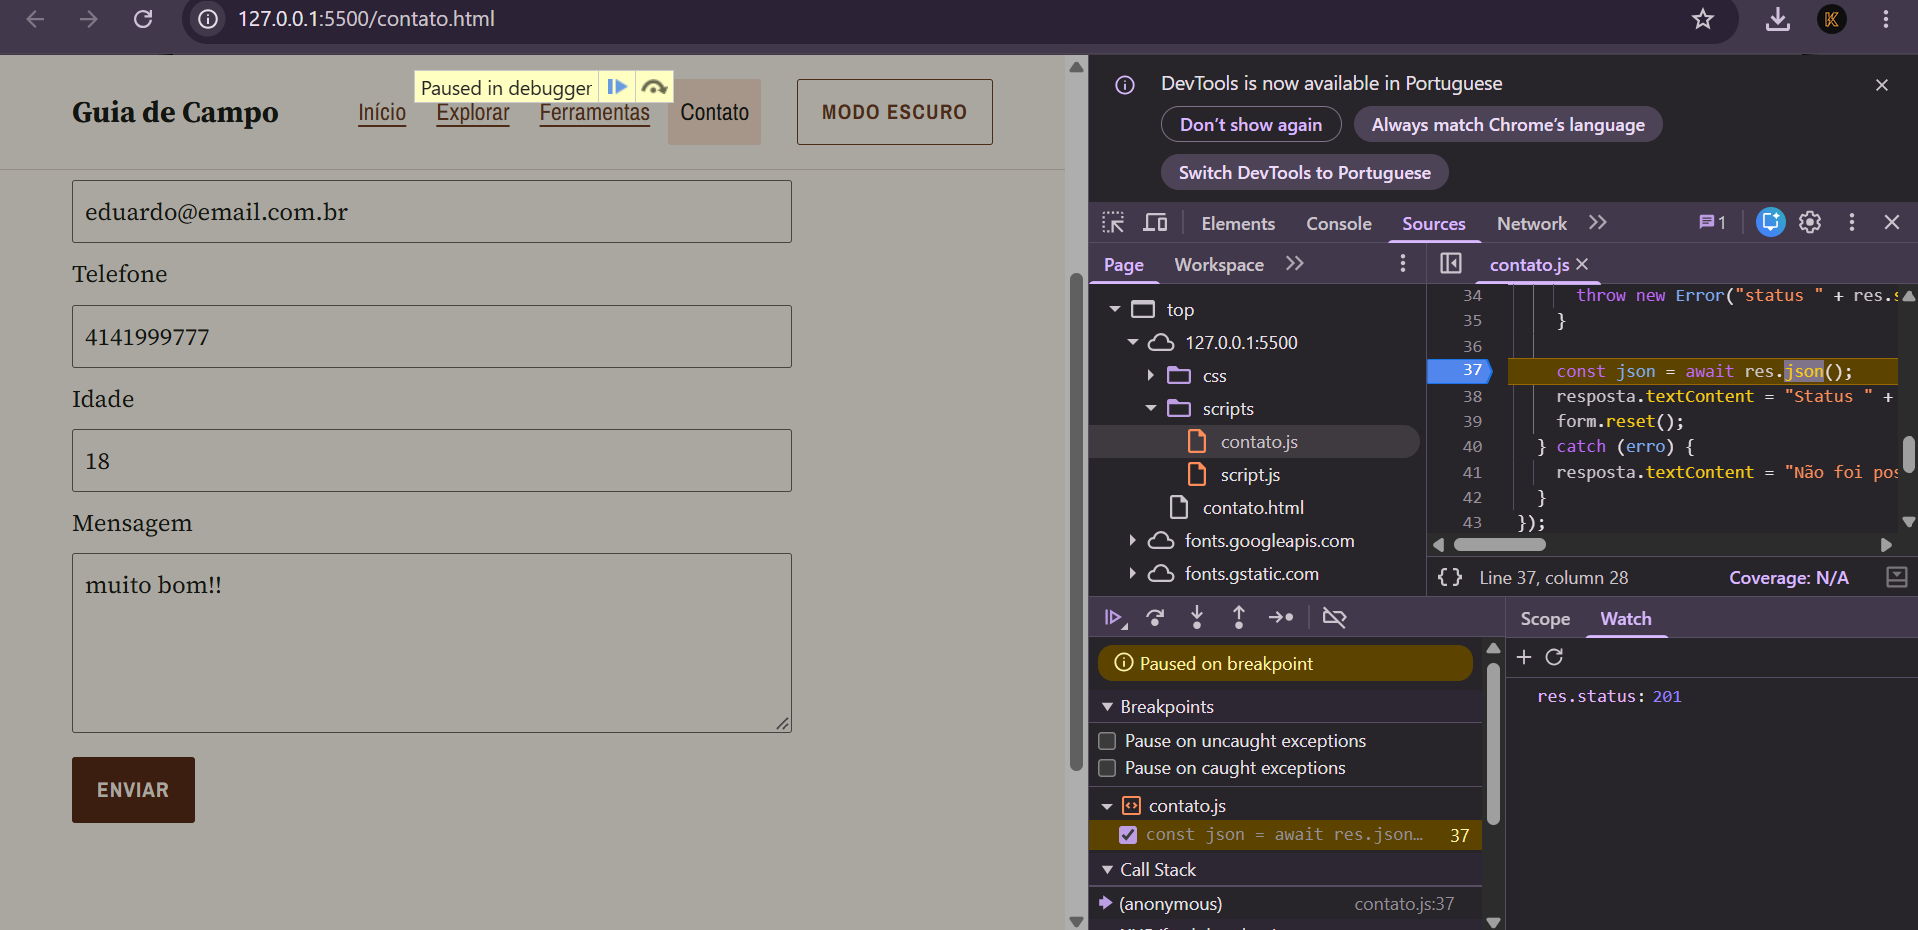 127.0.0.1:5500/contato.html
K
Paused in debugger
Guia de Campo
Início
Explorar
Ferramentas
Contato
MODO ESCURO
eduardo@email.com.br
Telefone
4141999777
Idade
18
Mensagem
muito bom!!
ENVIAR
DevTools is now available in Portuguese
Don't show again
Always match Chrome's language
Switch DevTools to Portuguese
Elements
Console
Sources
Network
1
Page
Workspace
contato.js
top
127.0.0.1:5500
css
scripts
contato.js
script.js
contato.html
fonts.googleapis.com
fonts.gstatic.com
34 throw new Error("status " + res.s
35 }
36
37 const json = await res.json();
38 resposta.textContent = "Status " +
39 form.reset();
40 } catch (erro) {
41 resposta.textContent = "Não foi pos
42 }
43 });
{ } Line 37, column 28
Coverage: N/A
Paused on breakpoint
Breakpoints
Pause on uncaught exceptions
Pause on caught exceptions
contato.js
const json = await res.json… 37
Call Stack
(anonymous) contato.js:37
Scope
Watch
res.status: 201